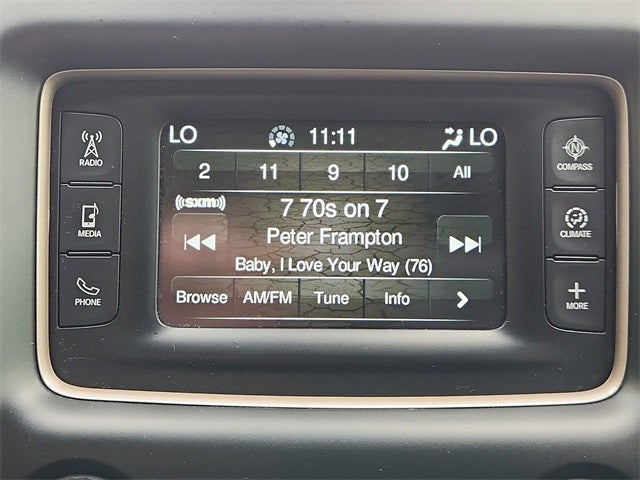 LO 11:11 LO
2 11 9 10 All
((sxm))
7 70s on 7
Peter Frampton
Baby, I Love Your Way (76)
Browse AM/FM Tune Info >
RADIO
MEDIA
PHONE
N
COMPASS
CLIMATE
+
MORE